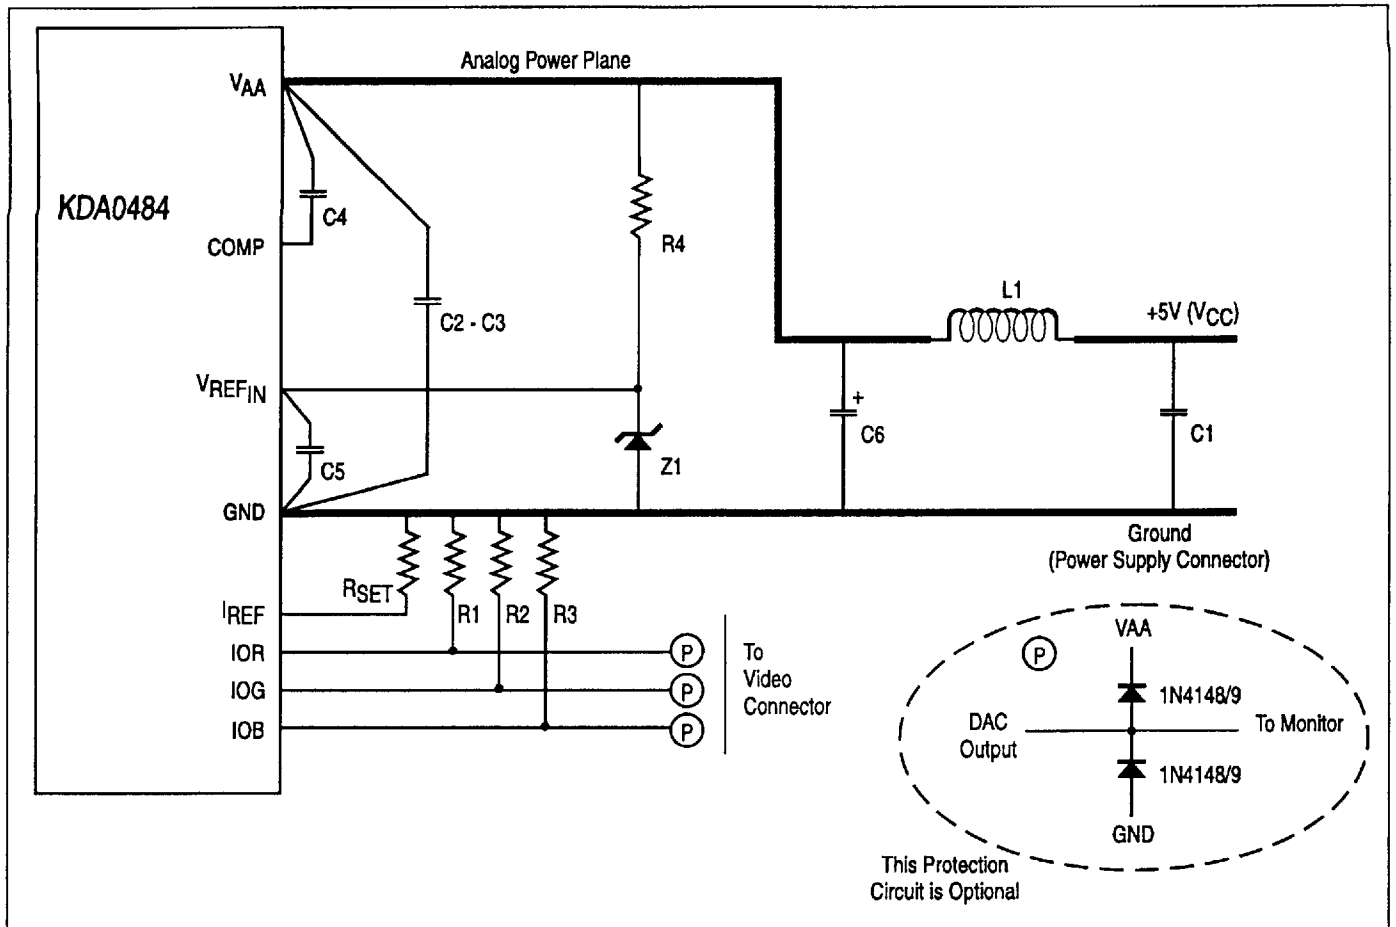 Analog Power Plane
VAA
KDA0484
C4
COMP
R4
C2 - C3
L1
+5V (VCC)
VREFIN
+
C6
C1
C5
Z1
GND
Ground
(Power Supply Connector)
RSET
IREF
R1
R2
R3
IOR
IOG
IOB
P
P
P
To
Video
Connector
P
VAA
1N4148/9
DAC
Output
To Monitor
1N4148/9
GND
This Protection
Circuit is Optional